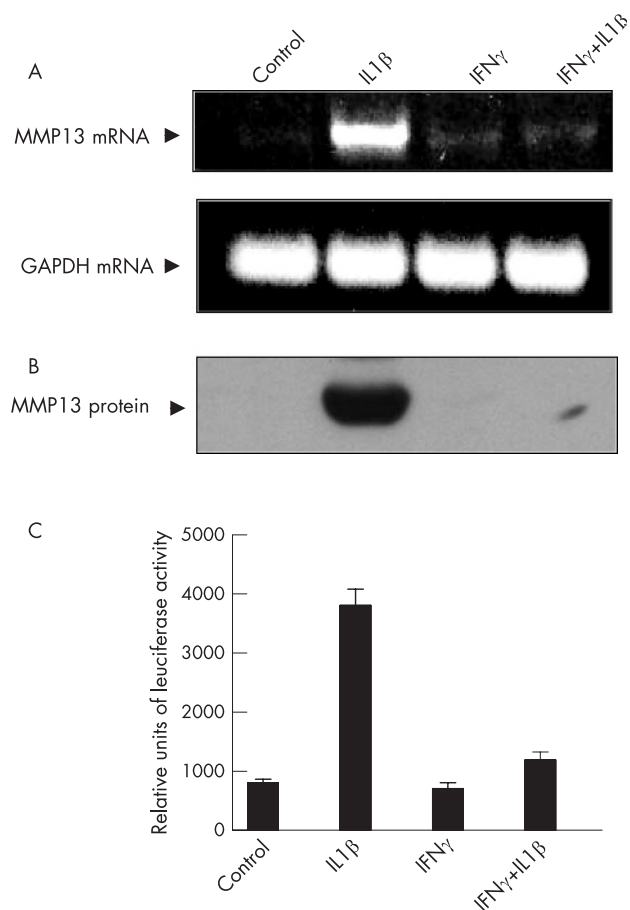 A
Control
IL1β
IFNγ
IFNγ+IL1β
MMP13 mRNA
GAPDH mRNA
B
MMP13 protein
C
Relative units of leuciferase activity
5000
4000
3000
2000
1000
0
Control
IL1β
IFNγ
IFNγ+IL1β